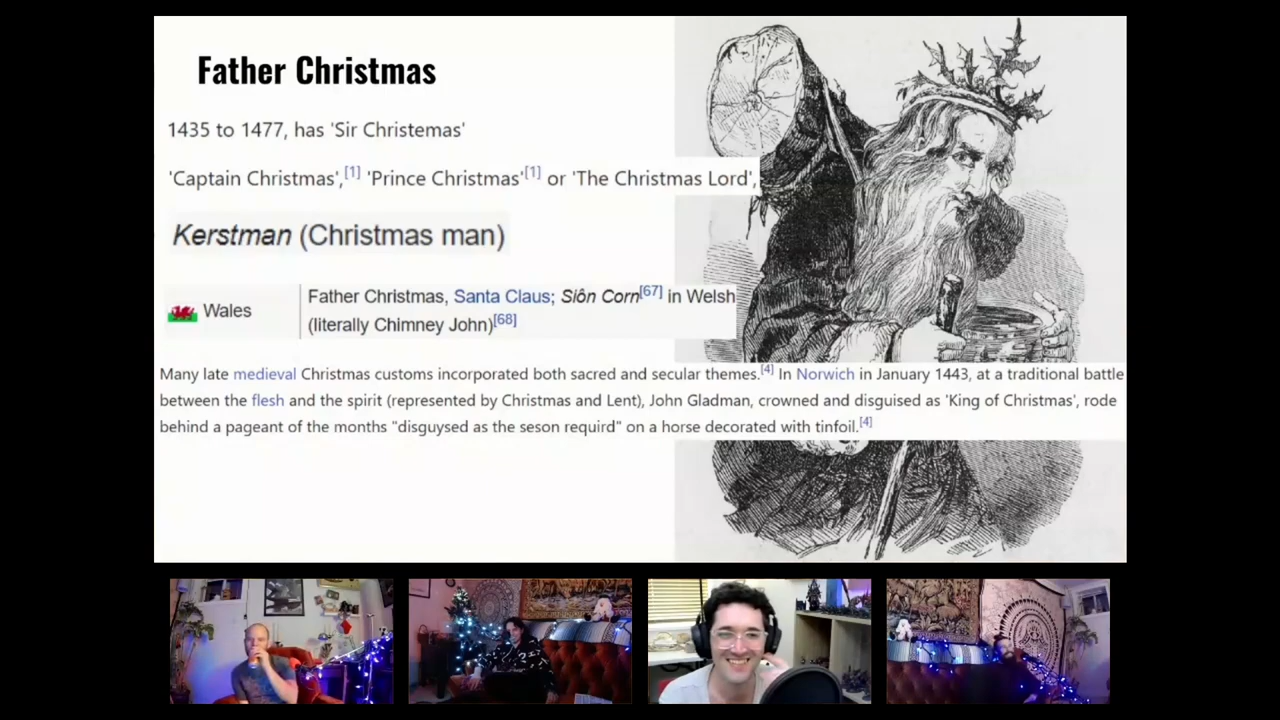 Father Christmas
1435 to 1477, has 'Sir Christemas'
'Captain Christmas',[1] 'Prince Christmas'[1] or 'The Christmas Lord',
Kerstman (Christmas man)
Wales
Father Christmas, Santa Claus; Siôn Corn[67] in Welsh
(literally Chimney John)[68]
Many late medieval Christmas customs incorporated both sacred and secular themes.[4] In Norwich in January 1443, at a traditional battle
between the flesh and the spirit (represented by Christmas and Lent), John Gladman, crowned and disguised as 'King of Christmas', rode
behind a pageant of the months "disguysed as the seson requird" on a horse decorated with tinfoil.[4]